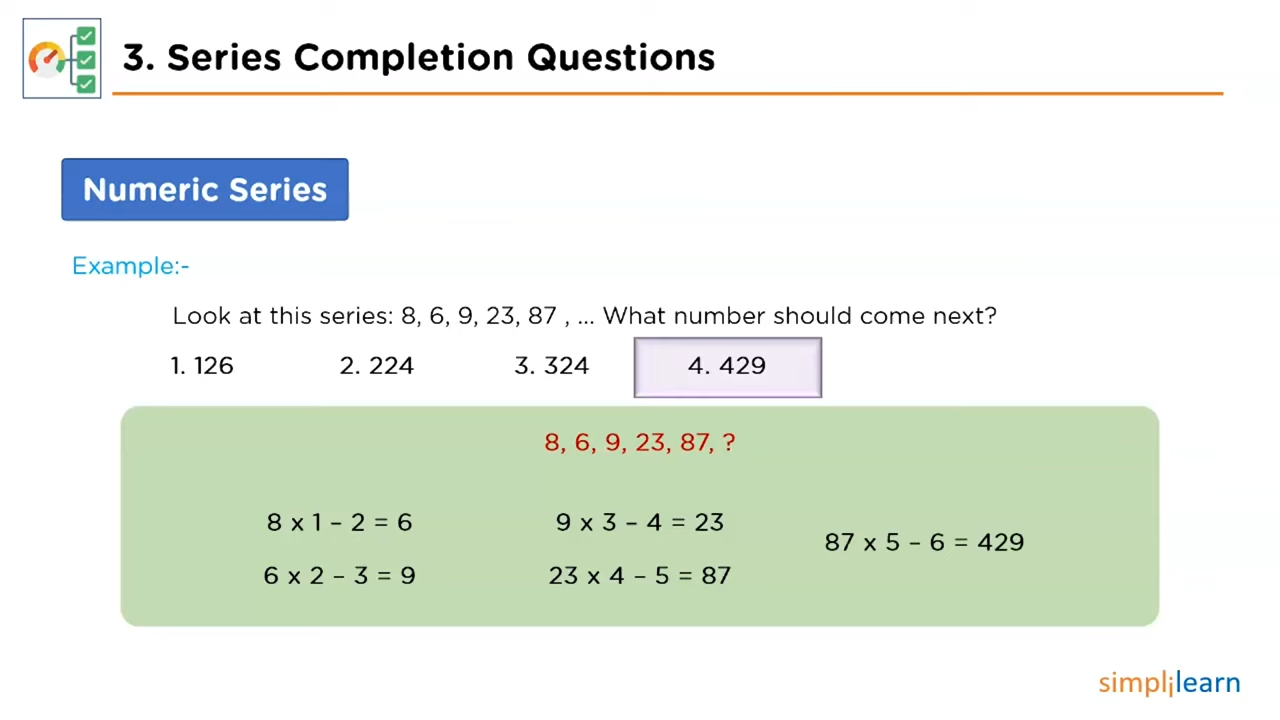 3. Series Completion Questions
Numeric Series
Example:-
Look at this series: 8, 6, 9, 23, 87 , ... What number should come next?
1. 126 2. 224 3. 324 4. 429
8, 6, 9, 23, 87, ?
8 x 1 – 2 = 6
6 x 2 – 3 = 9
9 x 3 – 4 = 23
23 x 4 – 5 = 87
87 x 5 – 6 = 429
simplilearn